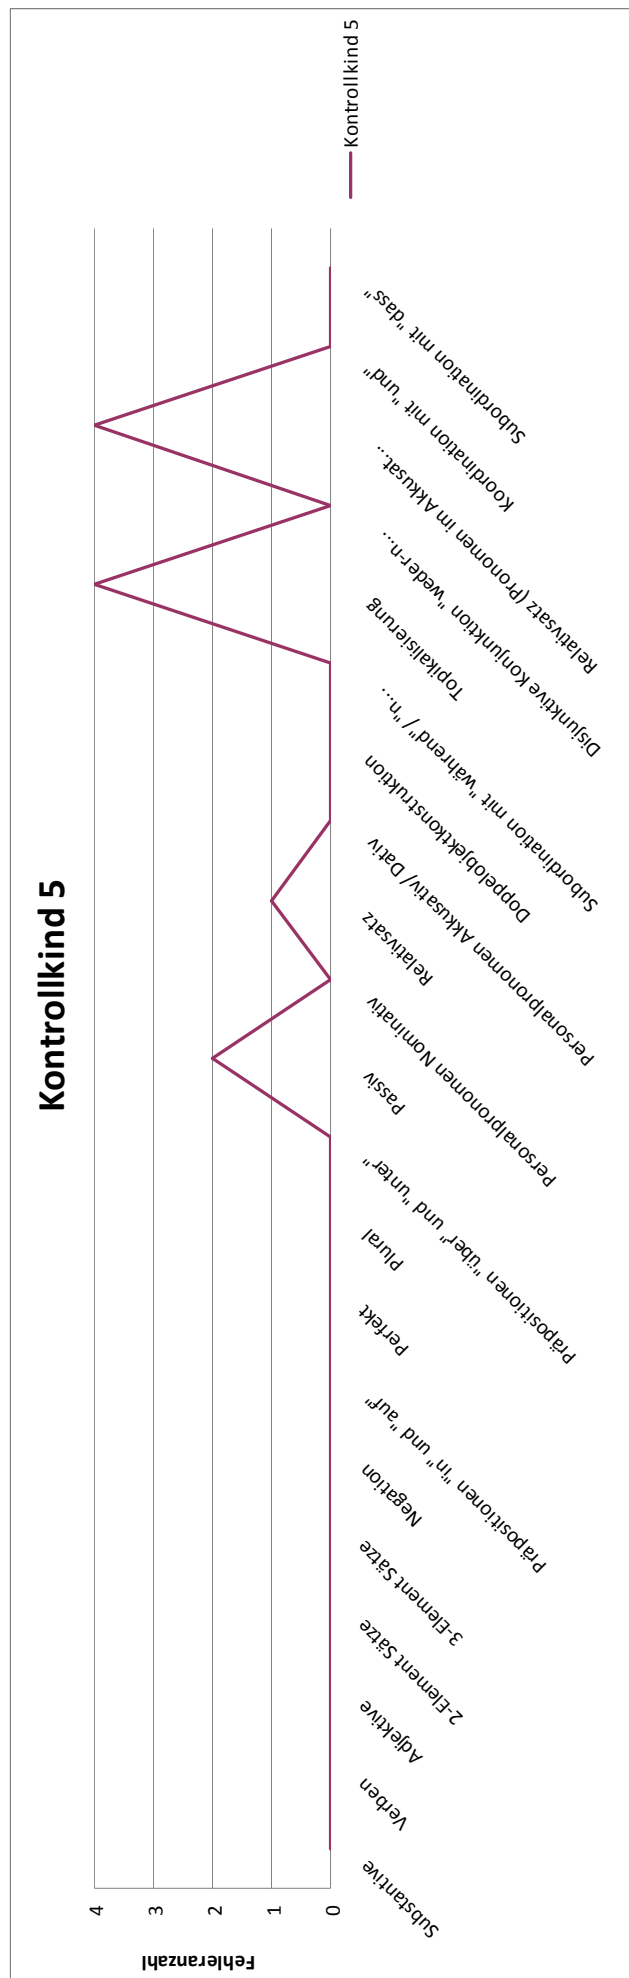 Kontrollkind 5
Fehleranzahl
4
3
2
1
0
Substantive
Verben
Adjektive
2-Element Sätze
3-Element Sätze
Negation
Präpositionen "in" und "auf"
Perfekt
Plural
Präpositionen "über" und "unter"
Passiv
Personalpronomen Nominativ
Relativsatz
Personalpronomen Akkusativ/ Dativ
Doppelobjektkonstruktion
Subordination mit "während"/ "n…
Topikalisierung
Disjunktive Konjunktion "weder-n…
Relativsatz (Pronomen im Akkusat…
Koordination mit "und"
Subordination mit "dass"
Kontrollkind 5